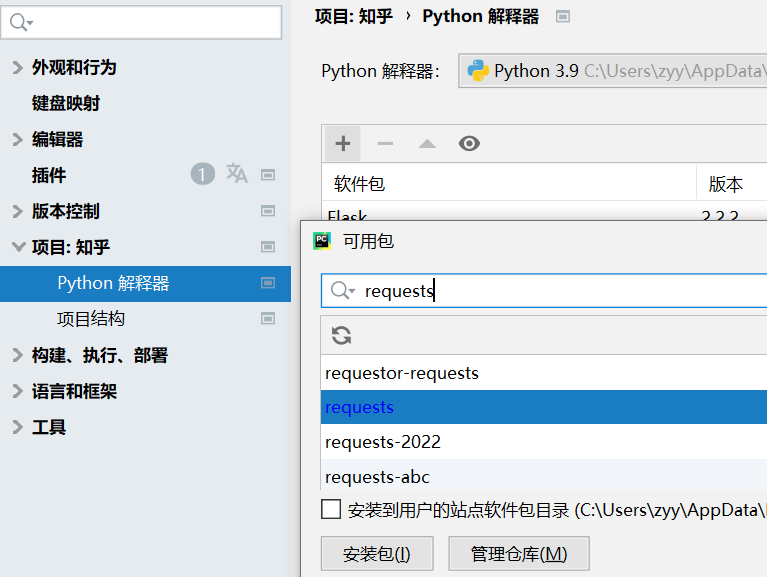 项目: 知乎 › Python 解释器
外观和行为
键盘映射
编辑器
插件 1
版本控制
项目: 知乎
Python 解释器
项目结构
构建、执行、部署
语言和框架
工具
Python 解释器: Python 3.9 C:\Users\zyy\AppData\
软件包 版本
Flask 2.2.2
PC 可用包
requests
requestor-requests
requests
requests-2022
requests-abc
安装到用户的站点软件包目录 (C:\Users\zyy\AppData\
安装包(I) 管理仓库(M)